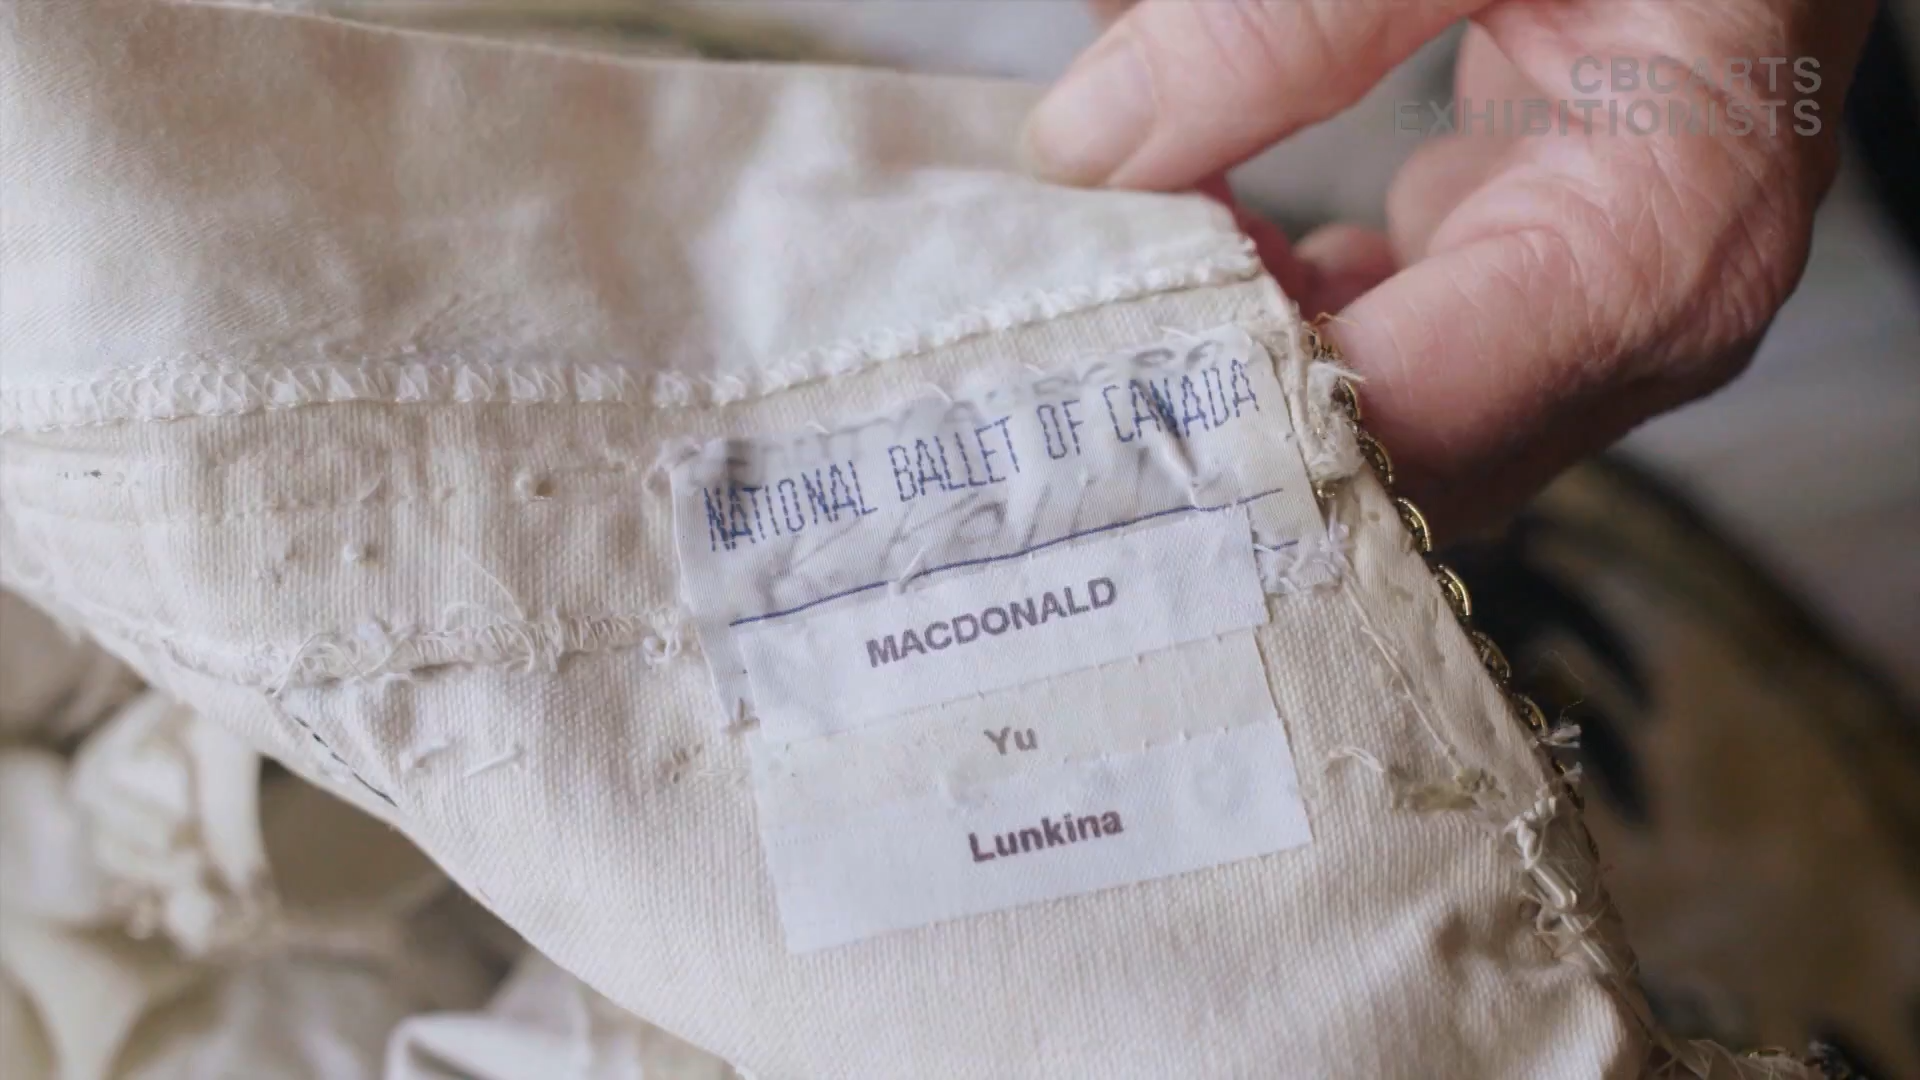 CBCARTS
EXHIBITIONISTS
NATIONAL BALLET OF CANADA
MACDONALD
Yu
Lunkina